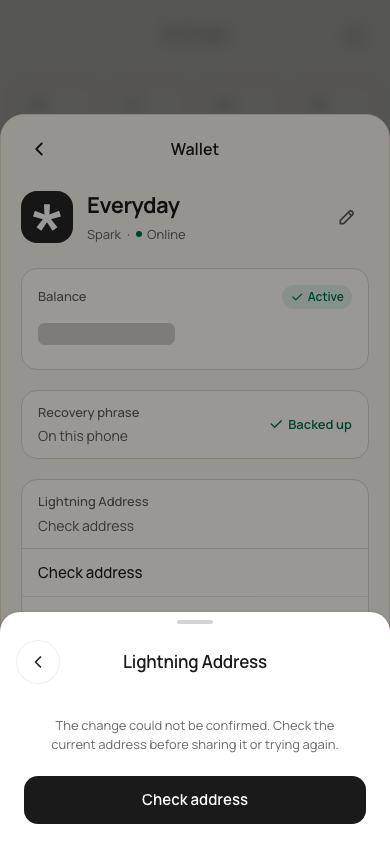 Wallet
Everyday
Spark · Online
Balance
Active
Recovery phrase
On this phone
Backed up
Lightning Address
Check address
Check address
Lightning Address
The change could not be confirmed. Check the
current address before sharing it or trying again.
Check address